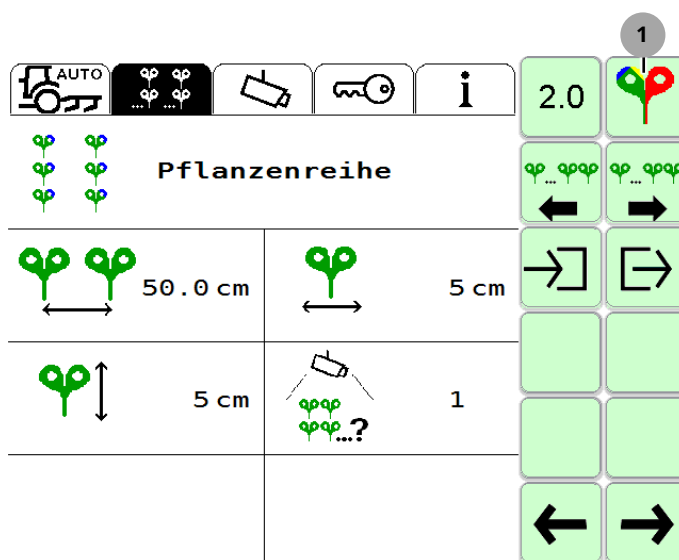 1
AUTO
... ...
i
2.0
... ...
Pflanzenreihe
50.0 cm
5 cm
5 cm
...?
1